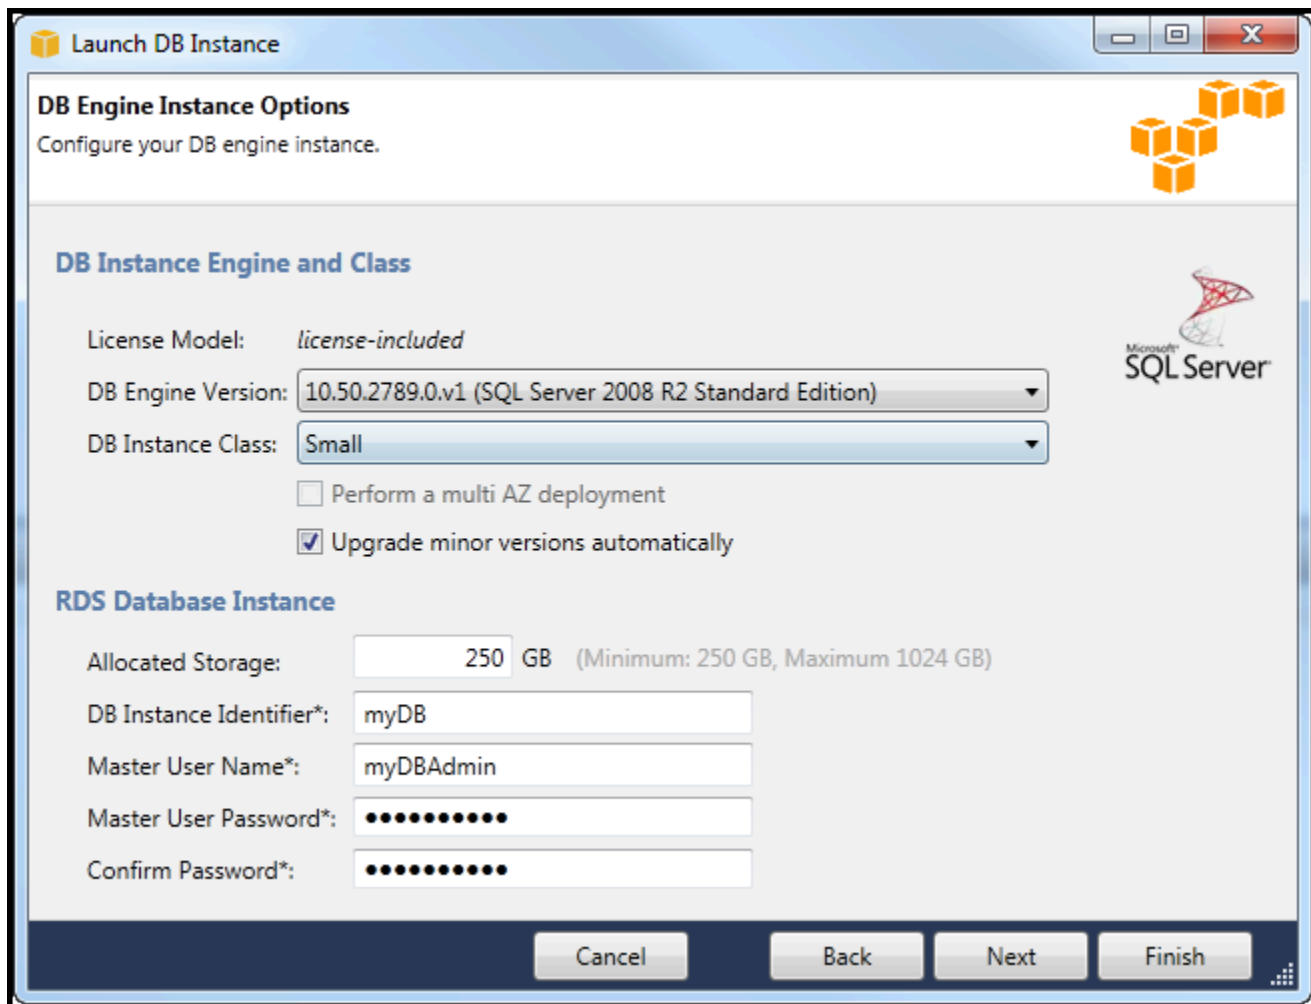 Launch DB Instance
DB Engine Instance Options
Configure your DB engine instance.
DB Instance Engine and Class
License Model: license-included
Microsoft® SQL Server®
DB Engine Version: 10.50.2789.0.v1 (SQL Server 2008 R2 Standard Edition)
DB Instance Class: Small
Perform a multi AZ deployment
Upgrade minor versions automatically
RDS Database Instance
Allocated Storage: 250 GB (Minimum: 250 GB, Maximum 1024 GB)
DB Instance Identifier*: myDB
Master User Name*: myDBAdmin
Master User Password*: ●●●●●●●●●●
Confirm Password*: ●●●●●●●●●●
Cancel Back Next Finish